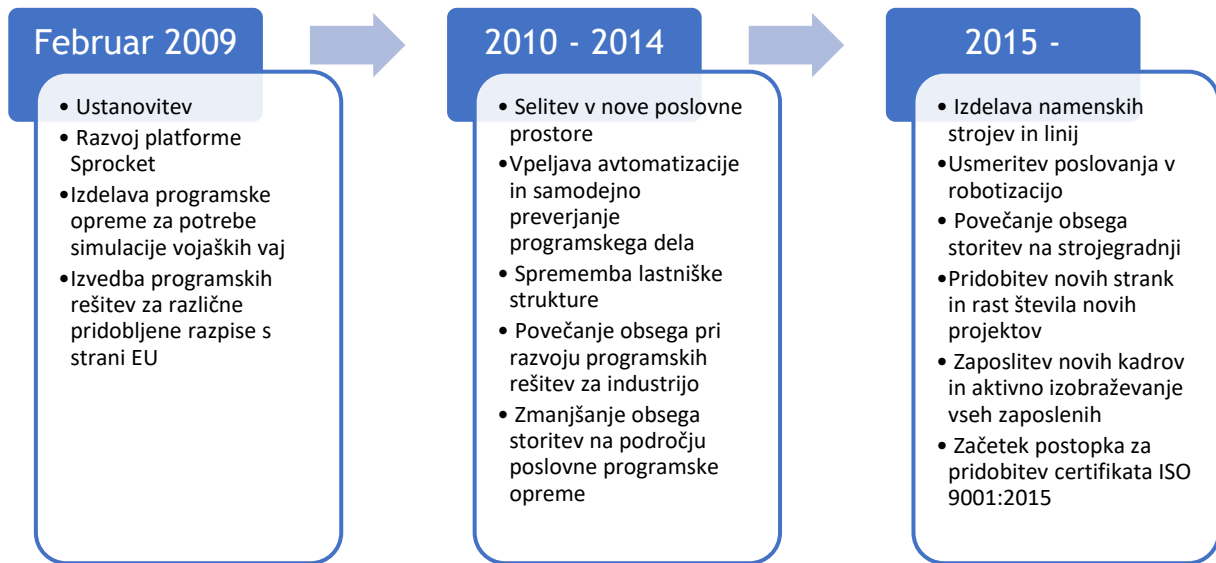 Februar 2009
• Ustanovitev
• Razvoj platforme
Sprocket
•Izdelava programske
opreme za potrebe
simulacije vojaških vaj
•Izvedba programskih
rešitev za različne
pridobljene razpise s
strani EU
2010 - 2014
• Selitev v nove poslovne
prostore
•Vpeljava avtomatizacije
in samodejno
preverjanje
programskega dela
• Sprememba lastniške
strukture
• Povečanje obsega pri
razvoju programskih
rešitev za industrijo
• Zmanjšanje obsega
storitev na področju
poslovne programske
opreme
2015 -
• Izdelava namenskih
strojev in linij
•Usmeritev poslovanja v
robotizacijo
• Povečanje obsega
storitev na strojegradnji
•Pridobitev novih strank
in rast števila novih
projektov
• Zaposlitev novih kadrov
in aktivno izobraževanje
vseh zaposlenih
• Začetek postopka za
pridobitev certifikata ISO
9001:2015